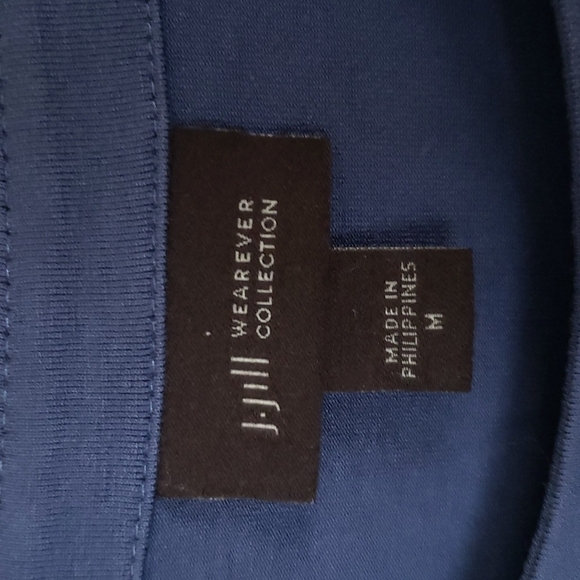 J.Jill WEAREVER
COLLECTION
MADE IN
PHILIPPINES
M